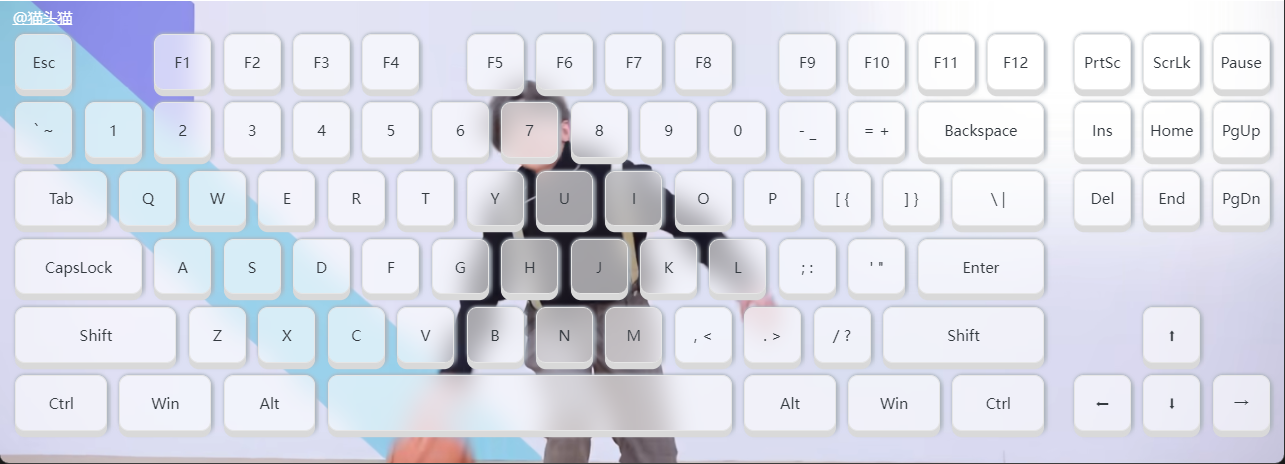 @猫头猫
Esc F1 F2 F3 F4 F5 F6 F7 F8 F9 F10 F11 F12 PrtSc ScrLk Pause
` ~ 1 2 3 4 5 6 7 8 9 0 - _ = + Backspace Ins Home PgUp
Tab Q W E R T Y U I O P [ { ] } \ | Del End PgDn
CapsLock A S D F G H J K L ; : ' " Enter
Shift Z X C V B N M , < . > / ? Shift ⬆
Ctrl Win Alt Alt Win Ctrl ⬅ ⬇ →